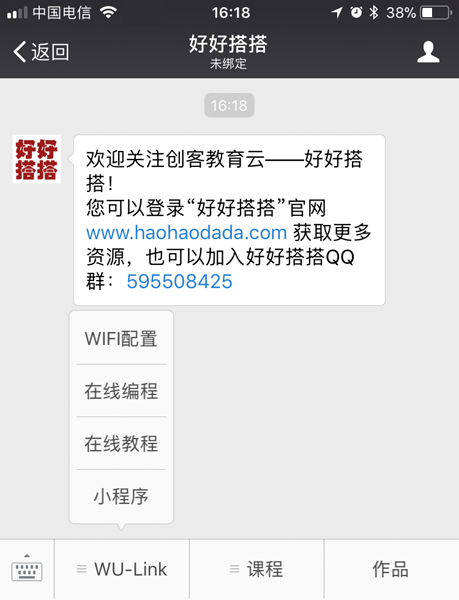 中国电信 16:18 38%
返回 好好搭搭
未绑定
16:18
好好
搭搭
欢迎关注创客教育云——好好搭
搭！
您可以登录“好好搭搭”官网
www.haohaodada.com 获取更多
资源，也可以加入好好搭搭QQ
群：595508425
WIFI配置
在线编程
在线教程
小程序
WU-Link 课程 作品